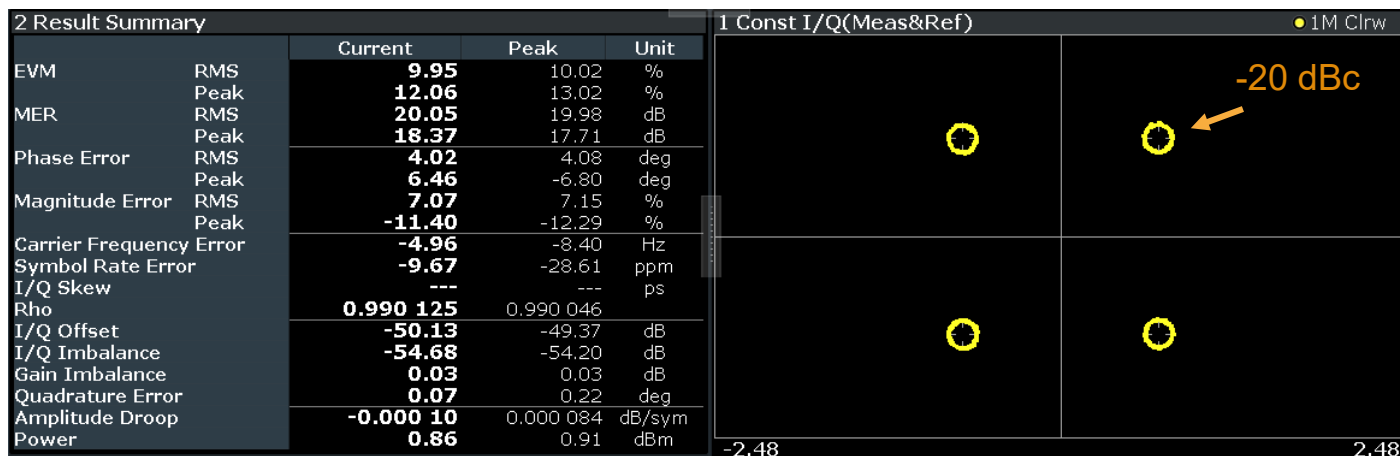 2 Result Summary
Current Peak Unit
EVM RMS 9.95 10.02 %
Peak 12.06 13.02 %
MER RMS 20.05 19.98 dB
Peak 18.37 17.71 dB
Phase Error RMS 4.02 4.08 deg
Peak 6.46 -6.80 deg
Magnitude Error RMS 7.07 7.15 %
Peak -11.40 -12.29 %
Carrier Frequency Error -4.96 -8.40 Hz
Symbol Rate Error -9.67 -28.61 ppm
I/Q Skew --- --- ps
Rho 0.990 125 0.990 046
I/Q Offset -50.13 -49.37 dB
I/Q Imbalance -54.68 -54.20 dB
Gain Imbalance 0.03 0.03 dB
Quadrature Error 0.07 0.22 deg
Amplitude Droop -0.000 10 0.000 084 dB/sym
Power 0.86 0.91 dBm
1 Const I/Q(Meas&Ref) 1M Clrw
-20 dBc
-2.48 2.48